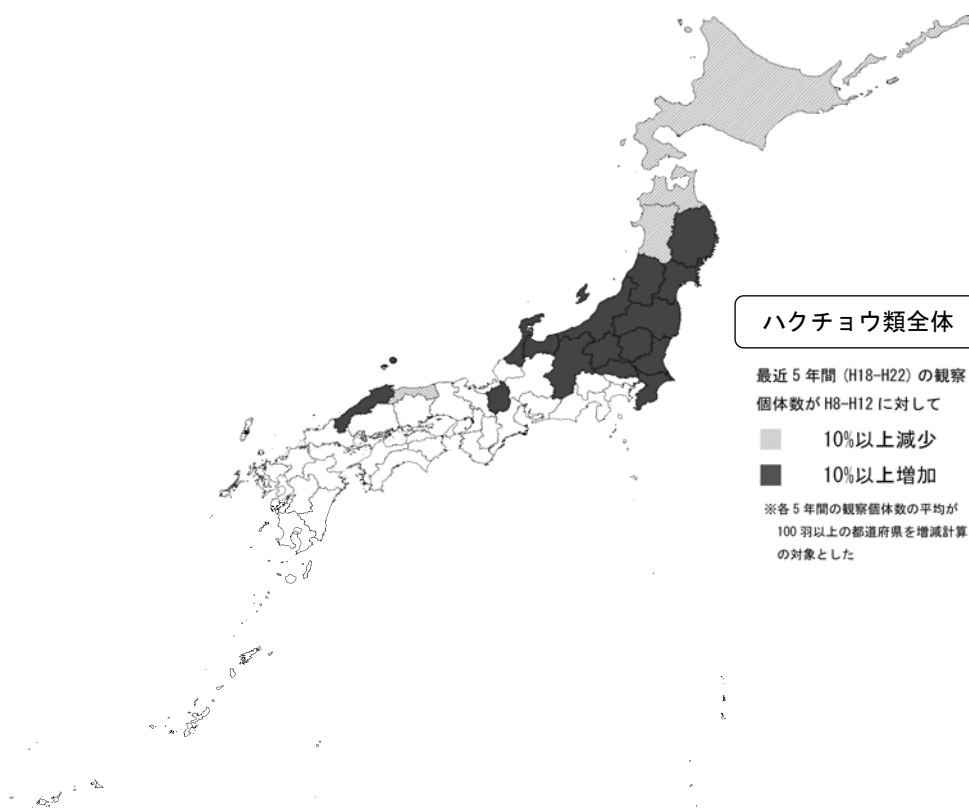 ハクチョウ類全体
最近5年間(H18-H22)の観察
個体数がH8-H12に対して
10%以上減少
10%以上増加
※各5年間の観察個体数の平均が
100羽以上の都道府県を増減計算
の対象とした